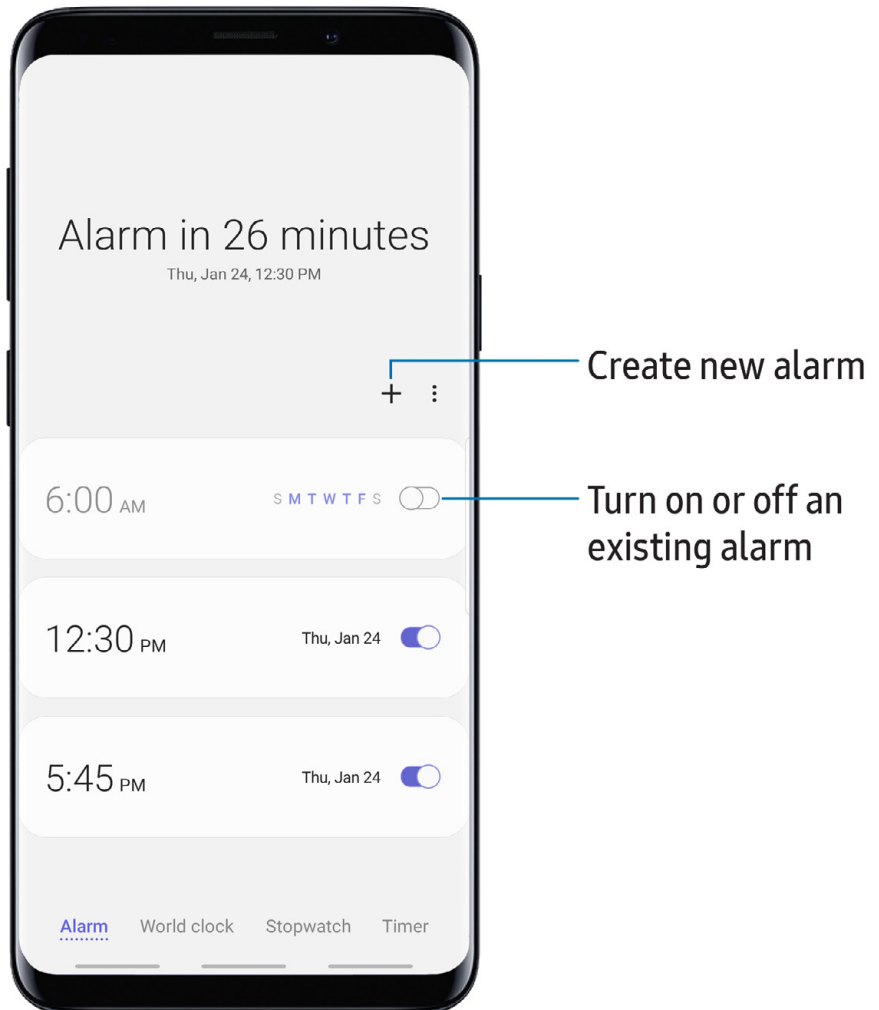 Alarm in 26 minutes
Thu, Jan 24, 12:30 PM
Create new alarm
6:00 AM S M T W T F S
Turn on or off an
existing alarm
12:30 PM Thu, Jan 24
5:45 PM Thu, Jan 24
Alarm World clock Stopwatch Timer